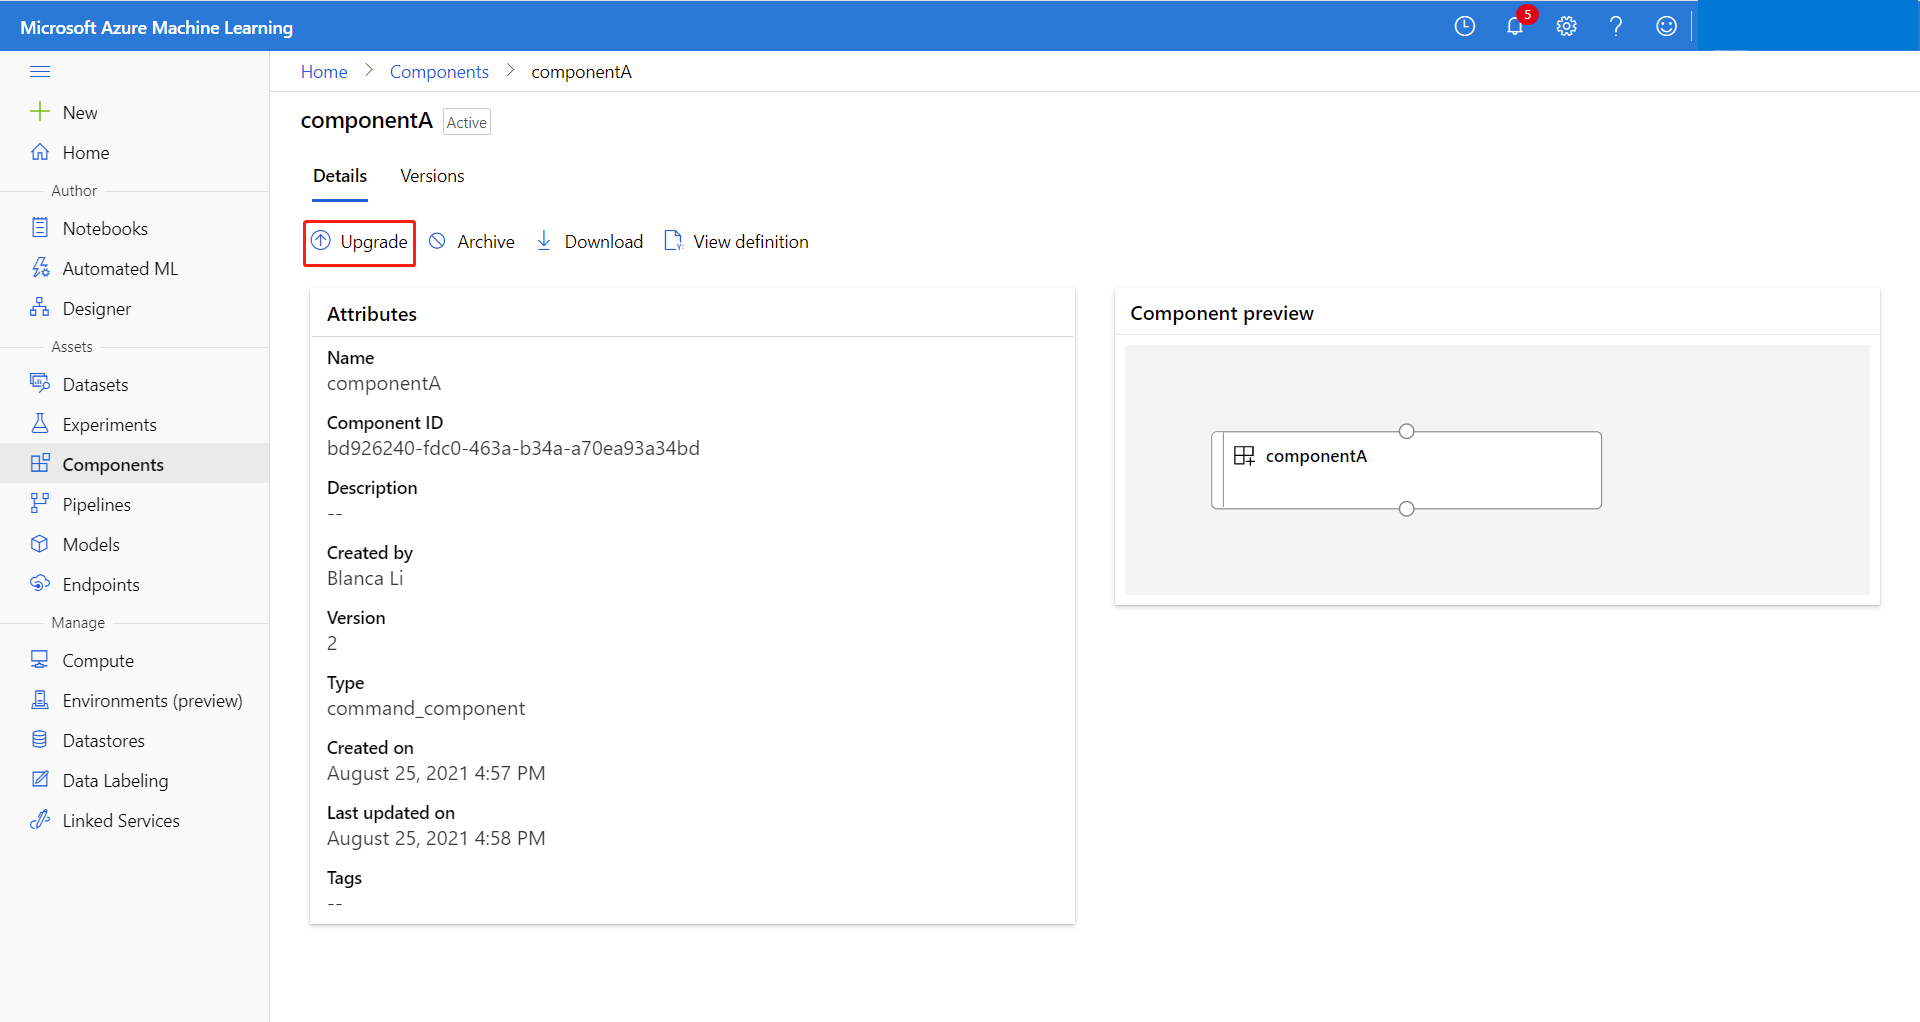 Microsoft Azure Machine Learning
5
Home
Components
componentA
New
Home
Author
Notebooks
Automated ML
Designer
Assets
Datasets
Experiments
Components
Pipelines
Models
Endpoints
Manage
Compute
Environments (preview)
Datastores
Data Labeling
Linked Services
componentA Active
Details Versions
Upgrade Archive Download View definition
Attributes
Name
componentA
Component ID
bd926240-fdc0-463a-b34a-a70ea93a34bd
Description
--
Created by
Blanca Li
Version
2
Type
command_component
Created on
August 25, 2021 4:57 PM
Last updated on
August 25, 2021 4:58 PM
Tags
--
Component preview
componentA